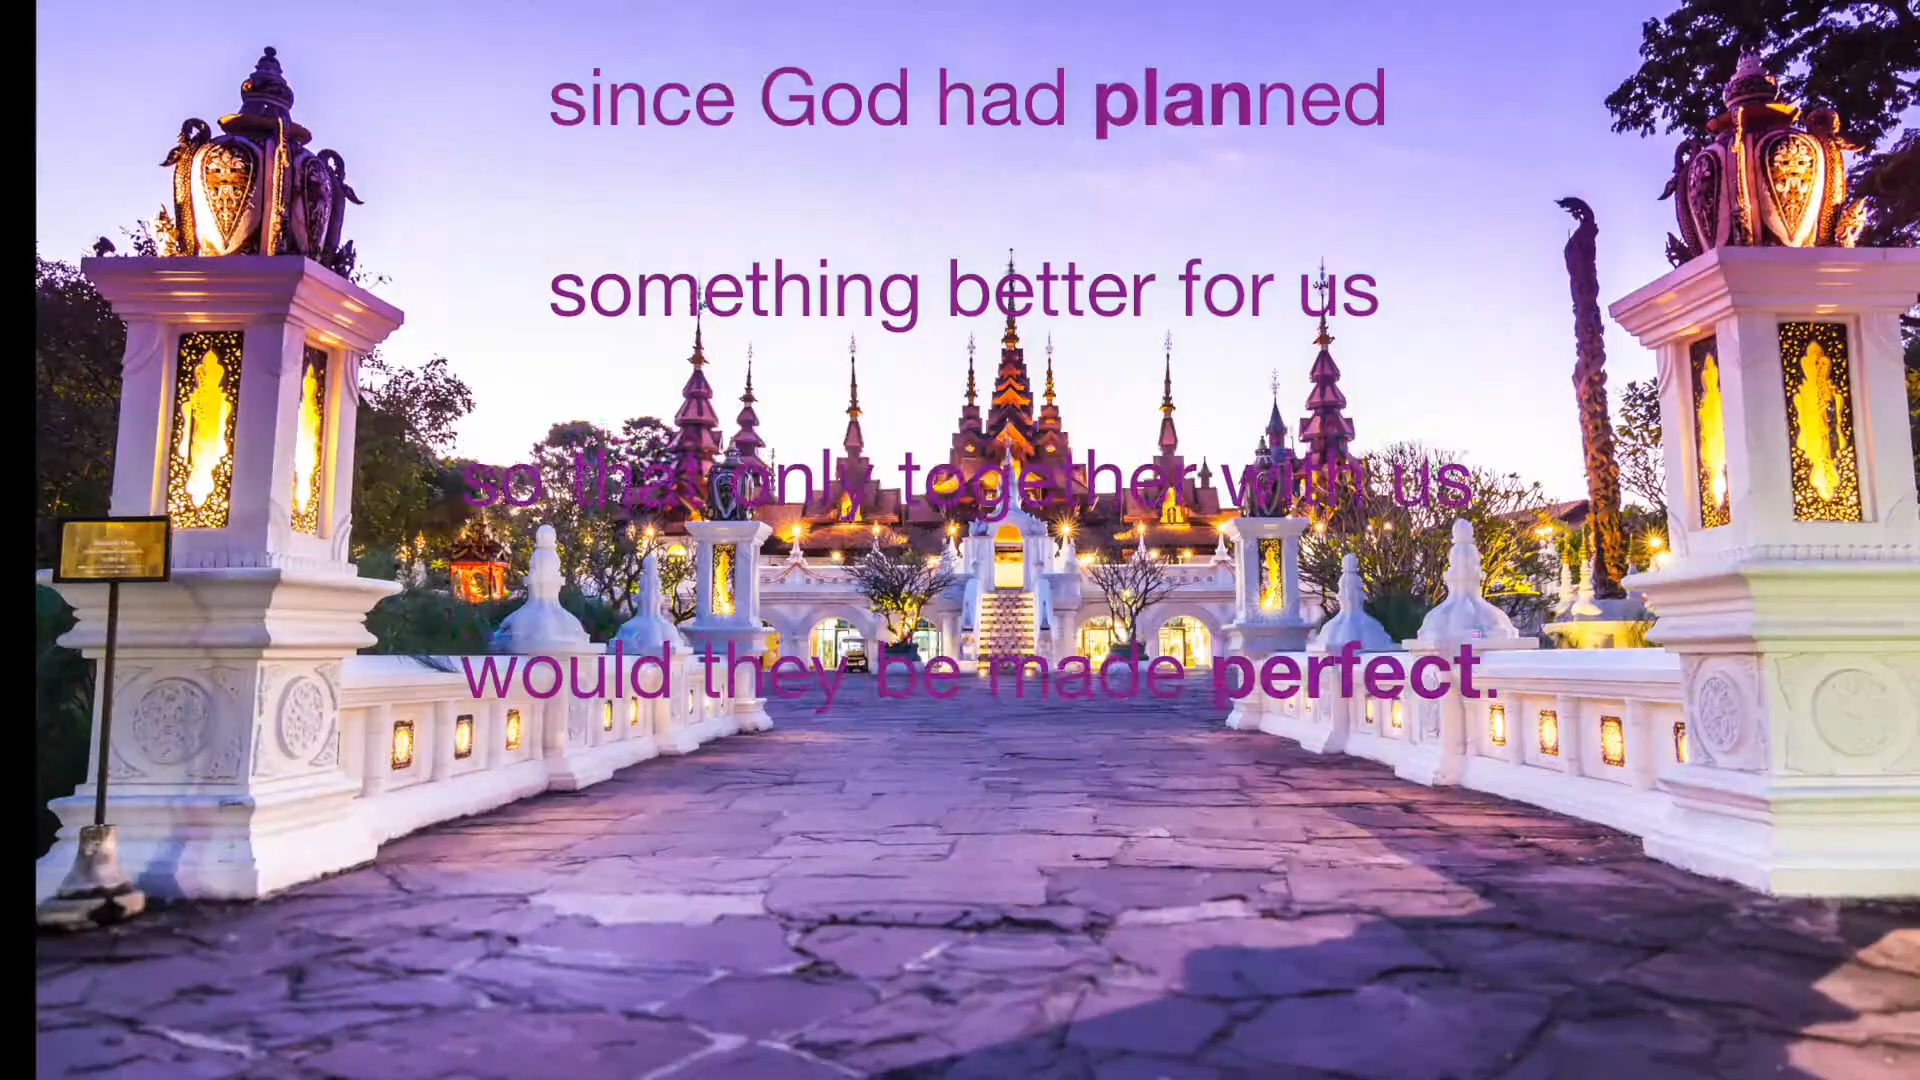 since God had planned
something better for us
so that only together with us
would they be made perfect.